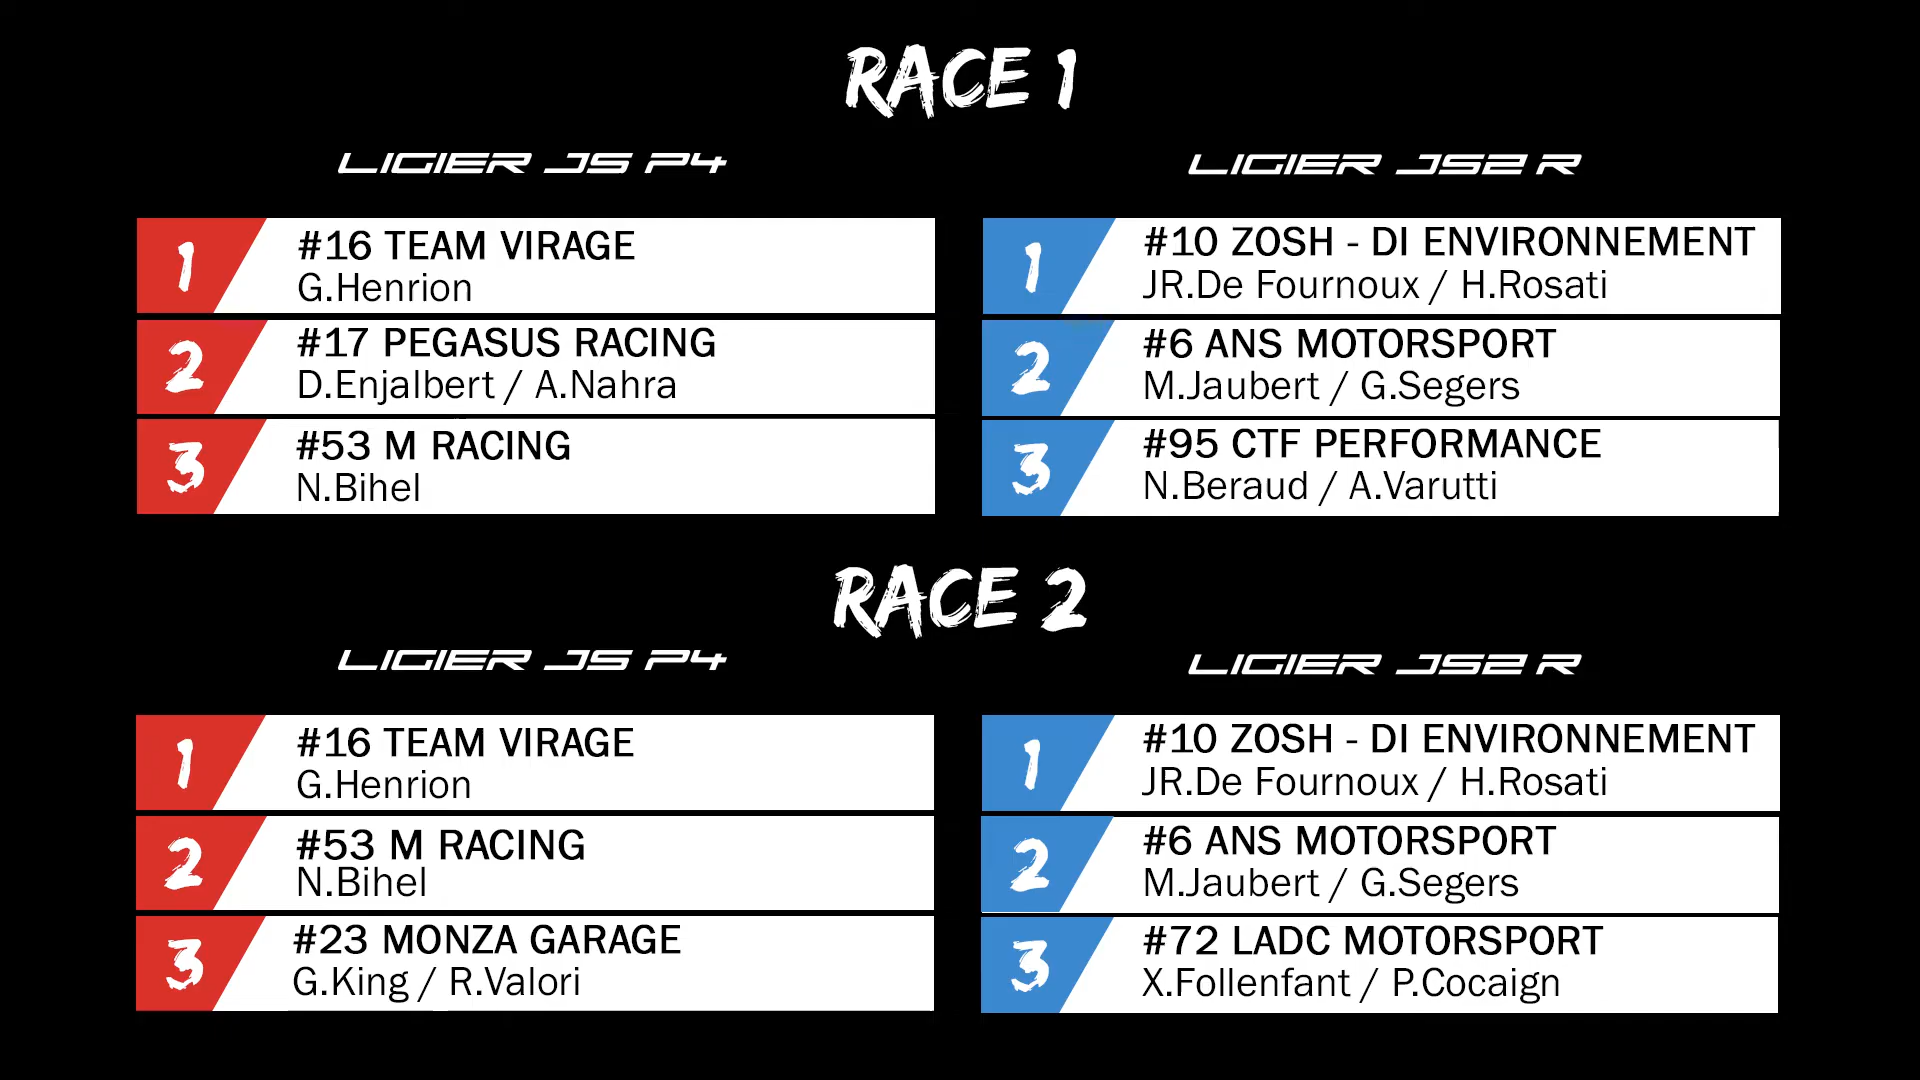 RACE 1
LIGIER JS P4
1
#16 TEAM VIRAGE
G.Henrion
2
#17 PEGASUS RACING
D.Enjalbert / A.Nahra
3
#53 M RACING
N.Bihel
LIGIER JS2 R
1
#10 ZOSH - DI ENVIRONNEMENT
JR.De Fournoux / H.Rosati
2
#6 ANS MOTORSPORT
M.Jaubert / G.Segers
3
#95 CTF PERFORMANCE
N.Beraud / A.Varutti
RACE 2
LIGIER JS P4
1
#16 TEAM VIRAGE
G.Henrion
2
#53 M RACING
N.Bihel
3
#23 MONZA GARAGE
G.King / R.Valori
LIGIER JS2 R
1
#10 ZOSH - DI ENVIRONNEMENT
JR.De Fournoux / H.Rosati
2
#6 ANS MOTORSPORT
M.Jaubert / G.Segers
3
#72 LADC MOTORSPORT
X.Follenfant / P.Cocaign